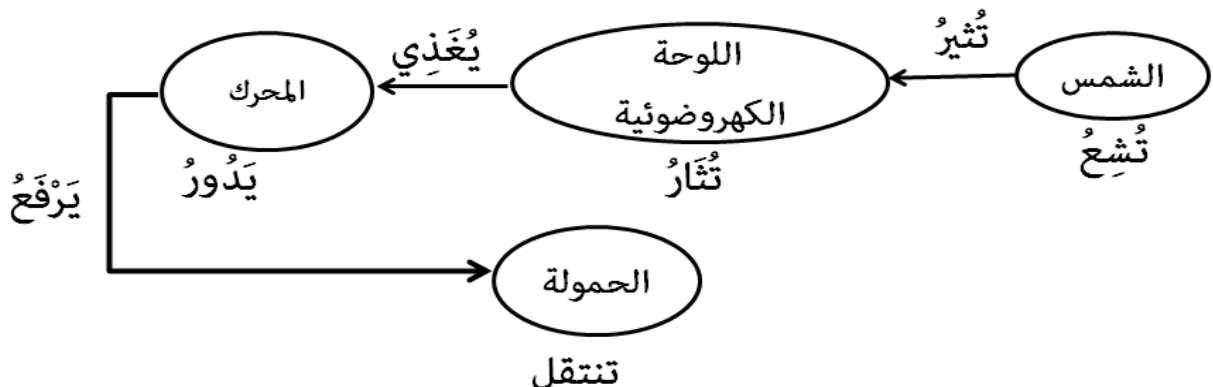 تُثيرُ
الشمس
تُشِعُ
اللوحة
الكهروضوئية
تُثَارُ
يُغَذِي
المحرك
يَدُورُ
يَرْفَعُ
الحمولة
تنتقل